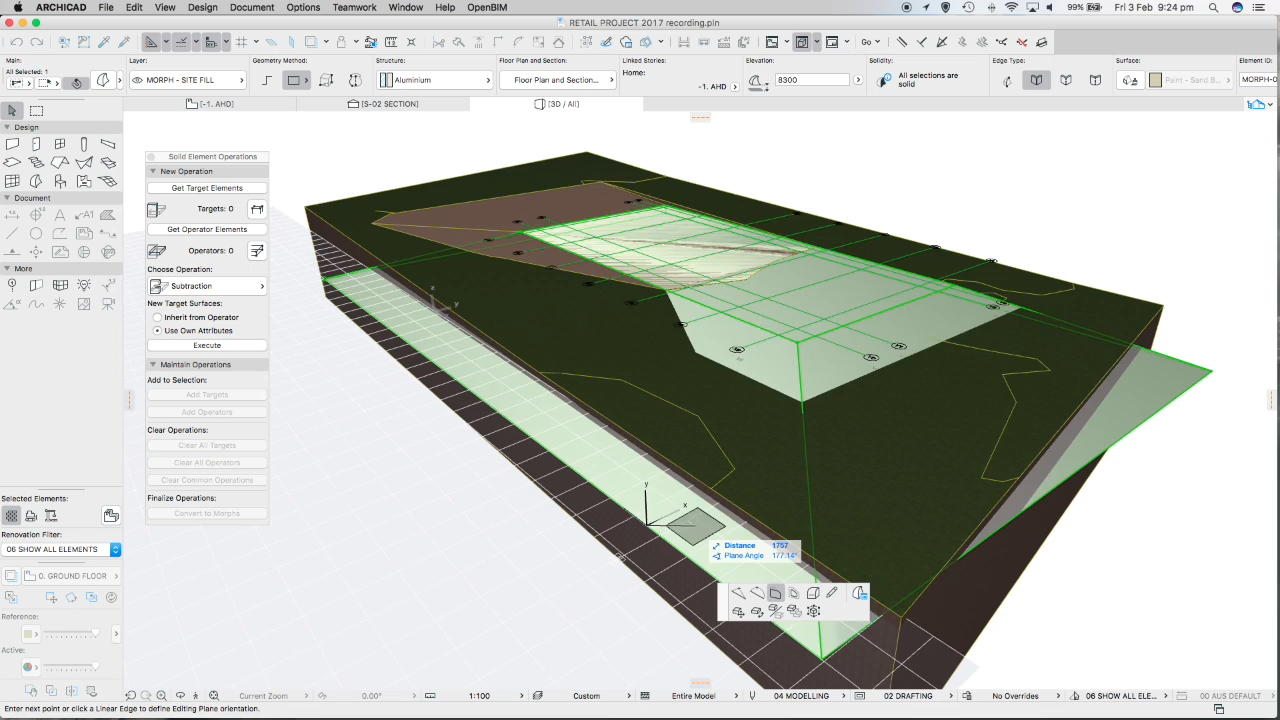 ARCHICAD File Edit View Design Document Options Teamwork Window Help OpenBIM 99% Fri 3 Feb 9:24 pm
RETAIL PROJECT 2017 recording.pln
Main: Layer: Geometry Method: Structure: Linked Stories: Elevation: Solidity: Edge Type: Surface: Element ID:
All Selected: 1 MORPH - SITE FILL Aluminium Floor Plan and Section... Home: -1. AHD 8300 All selections are solid Paint - Sand B... MORPH-0
[-1. AHD] [S-02 SECTION] [3D / All]
Design
Document
More
Solid Element Operations
New Operation
Get Target Elements
Targets: 0
Get Operator Elements
Operators: 0
Choose Operation:
Subtraction
New Target Surfaces:
Inherit from Operator
Use Own Attributes
Execute
Maintain Operations
Add to Selection:
Add Targets
Add Operators
Clear Operations:
Clear All Targets
Clear All Operators
Clear Common Operations
Finalize Operations:
Convert to Morphs
z
y
y
x
Distance 1757
Plane Angle 177.14°
Selected Elements:
Renovation Filter:
06 SHOW ALL ELEMENTS
0. GROUND FLOOR
Reference:
Active:
Current Zoom 0.00° 1:100 Custom Entire Model 04 MODELLING 02 DRAFTING No Overrides 06 SHOW ALL ELE... 00 AUS DEFAULT
Enter next point or click a Linear Edge to define Editing Plane orientation.